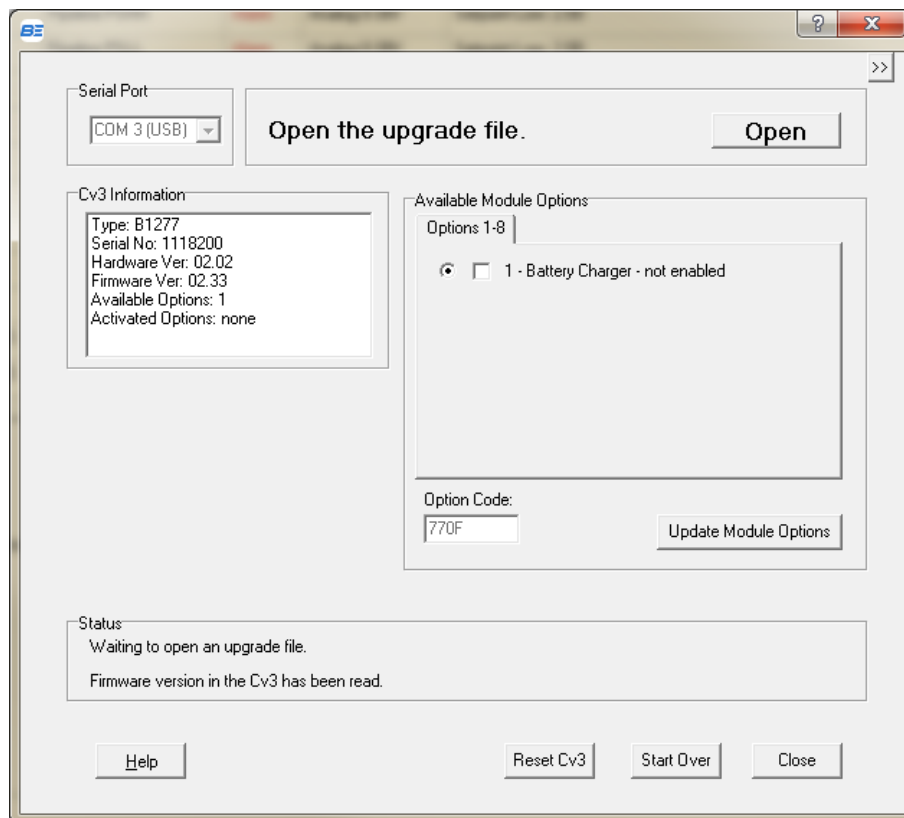 BE
>>
Serial Port
COM 3 (USB)
Open the upgrade file.
Open
Cv3 Information
Type: B1277
Serial No: 1118200
Hardware Ver: 02.02
Firmware Ver: 02.33
Available Options: 1
Activated Options: none
Available Module Options
Options 1-8
1 - Battery Charger - not enabled
Option Code:
770F
Update Module Options
Status
Waiting to open an upgrade file.
Firmware version in the Cv3 has been read.
Help
Reset Cv3
Start Over
Close